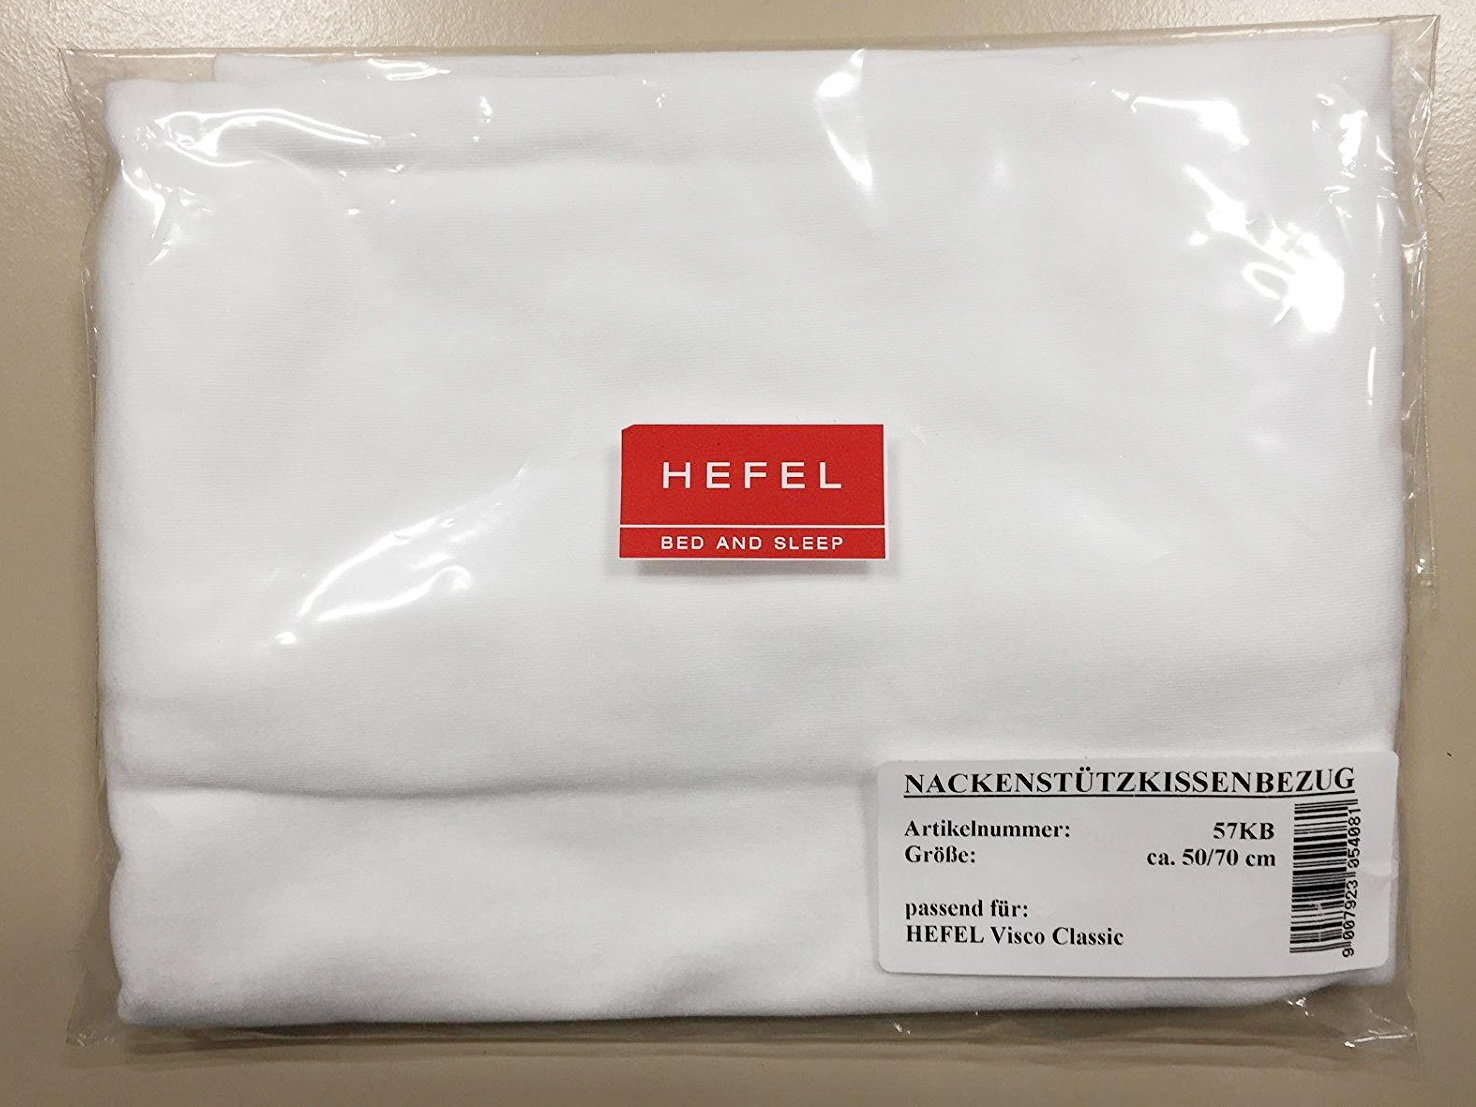 HEFEL
BED AND SLEEP
NACKENSTÜTZKISSENBEZUG
Artikelnummer: 57KB
Größe: ca. 50/70 cm
passend für:
HEFEL Visco Classic
9 007923 054081